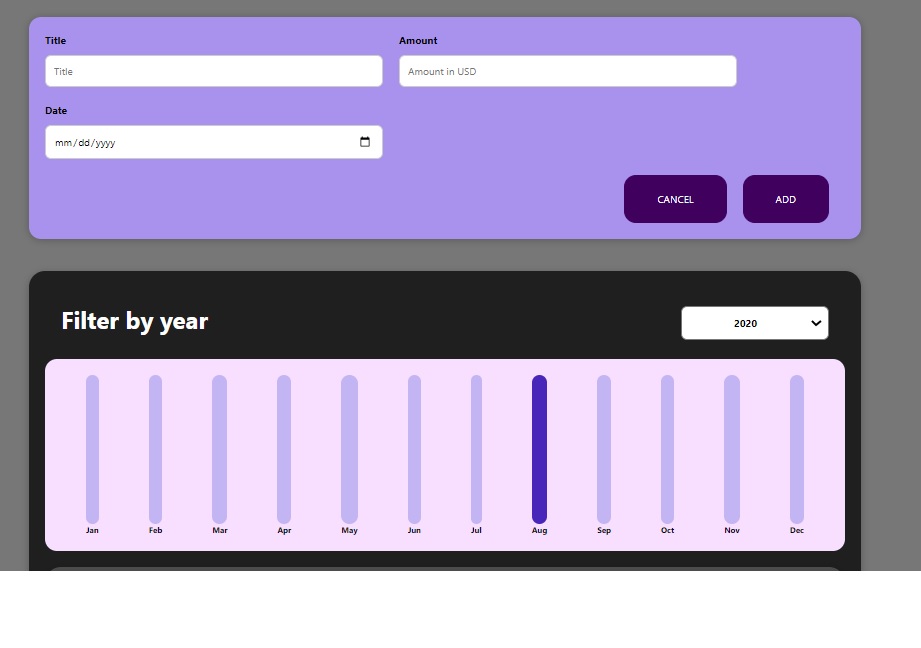 Title Amount
Title Amount in USD
Date
mm/dd/yyyy
CANCEL ADD
Filter by year 2020
Jan Feb Mar Apr May Jun Jul Aug Sep Oct Nov Dec